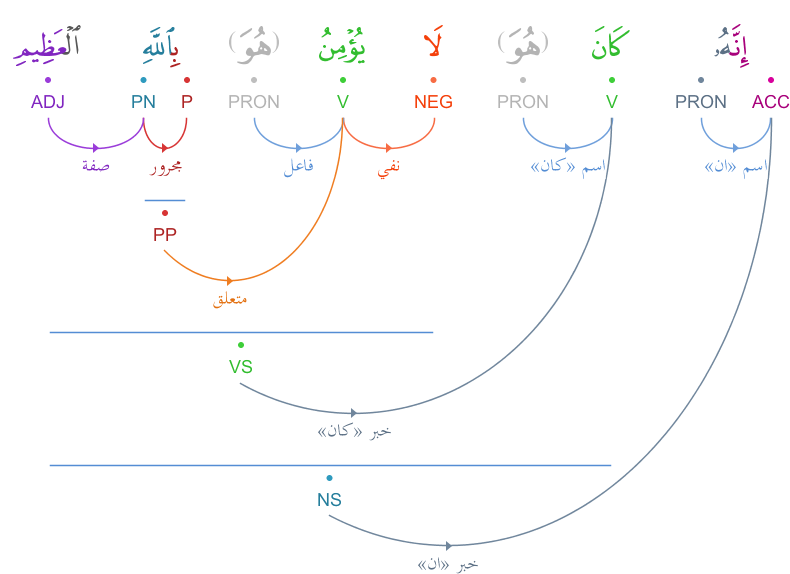 إِنَّهُۥ كَانَ (هُوَ) لَا يُؤْمِنُ (هُوَ) بِٱللَّهِ ٱلْعَظِيمِ
ACC PRON V PRON NEG V PRON P PN ADJ
اسم «ان» اسم «كان» نفي فاعل مجرور صفة
PP
متعلق
VS
خبر «كان»
NS
خبر «ان»